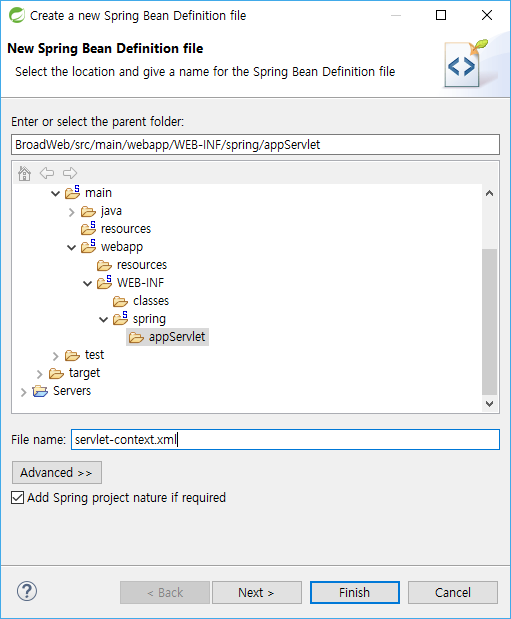 Create a new Spring Bean Definition file
New Spring Bean Definition file
Select the location and give a name for the Spring Bean Definition file
Enter or select the parent folder:
BroadWeb/src/main/webapp/WEB-INF/spring/appServlet
main
java
resources
webapp
resources
WEB-INF
classes
spring
appServlet
test
target
Servers
File name: servlet-context.xml
Advanced >>
Add Spring project nature if required
< Back Next > Finish Cancel